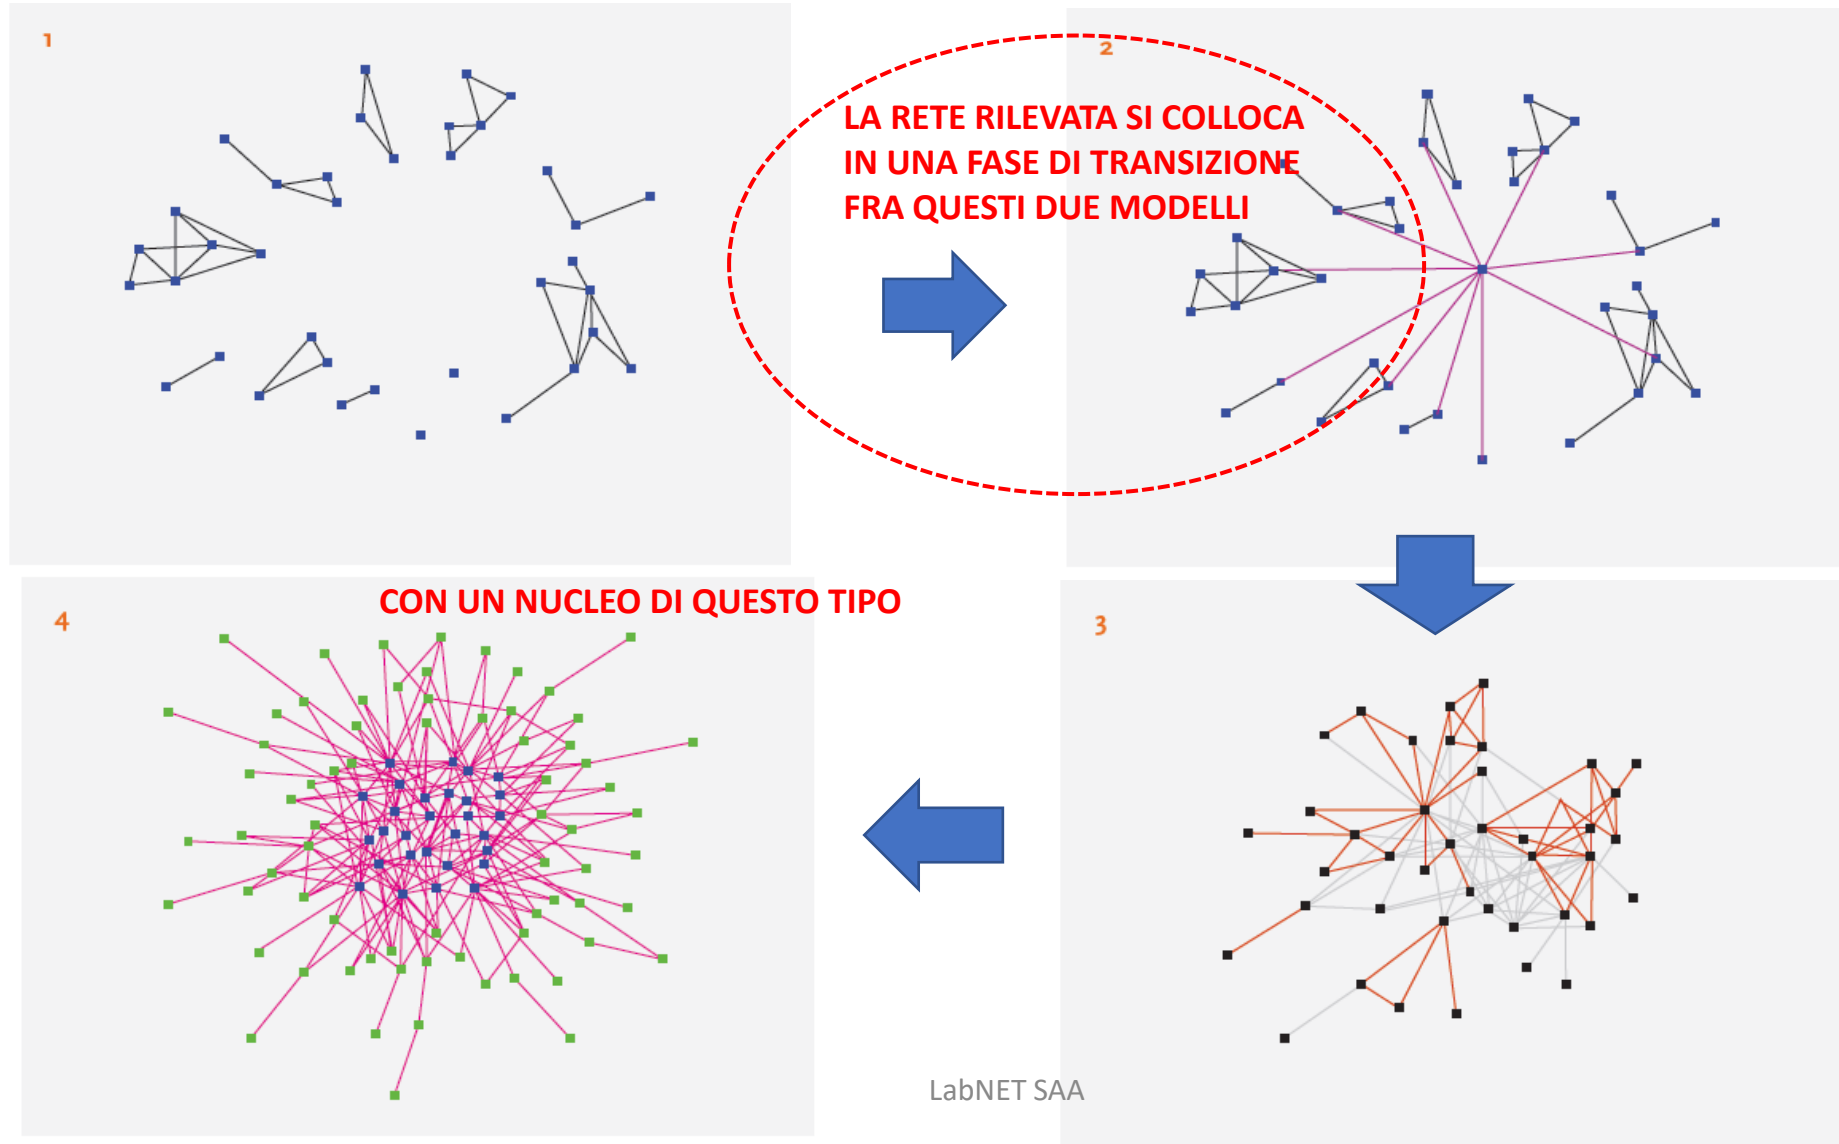 1
2
LA RETE RILEVATA SI COLLOCA
IN UNA FASE DI TRANSIZIONE
FRA QUESTI DUE MODELLI
CON UN NUCLEO DI QUESTO TIPO
4
3
LabNET SAA